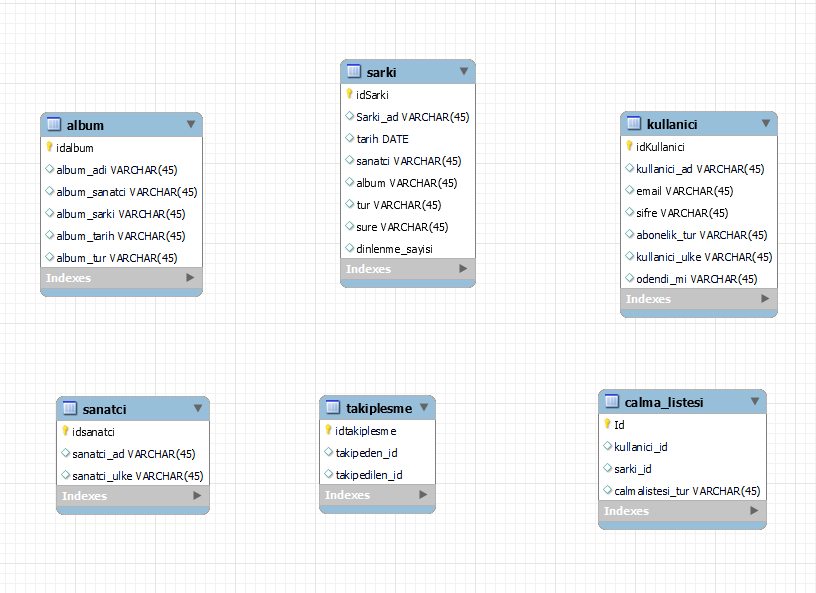 album
idalbum
album_adi VARCHAR(45)
album_sanatci VARCHAR(45)
album_sarki VARCHAR(45)
album_tarih VARCHAR(45)
album_tur VARCHAR(45)
Indexes
sarki
idSarki
Sarki_ad VARCHAR(45)
tarih DATE
sanatci VARCHAR(45)
album VARCHAR(45)
tur VARCHAR(45)
sure VARCHAR(45)
dinlenme_sayisi
Indexes
kullanici
idKullanici
kullanici_ad VARCHAR(45)
email VARCHAR(45)
sifre VARCHAR(45)
abonelik_tur VARCHAR(45)
kullanici_ulke VARCHAR(45)
odendi_mi VARCHAR(45)
Indexes
sanatci
idsanatci
sanatci_ad VARCHAR(45)
sanatci_ulke VARCHAR(45)
Indexes
takiplesme
idtakiplesme
takipeden_id
takipedilen_id
Indexes
calma_listesi
Id
kullanici_id
sarki_id
calmalistesi_tur VARCHAR(45)
Indexes